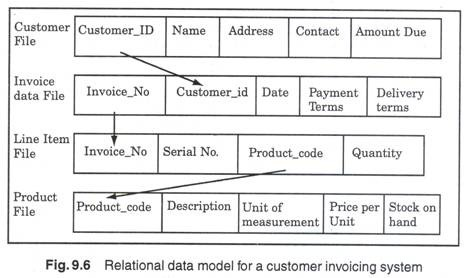 Customer File
Customer_ID
Name
Address
Contact
Amount Due
Invoice data File
Invoice_No
Customer_id
Date
Payment Terms
Delivery terms
Line Item File
Invoice_No
Serial No.
Product_code
Quantity
Product File
Product_code
Description
Unit of measurement
Price per Unit
Stock on hand
Fig. 9.6 Relational data model for a customer invoicing system